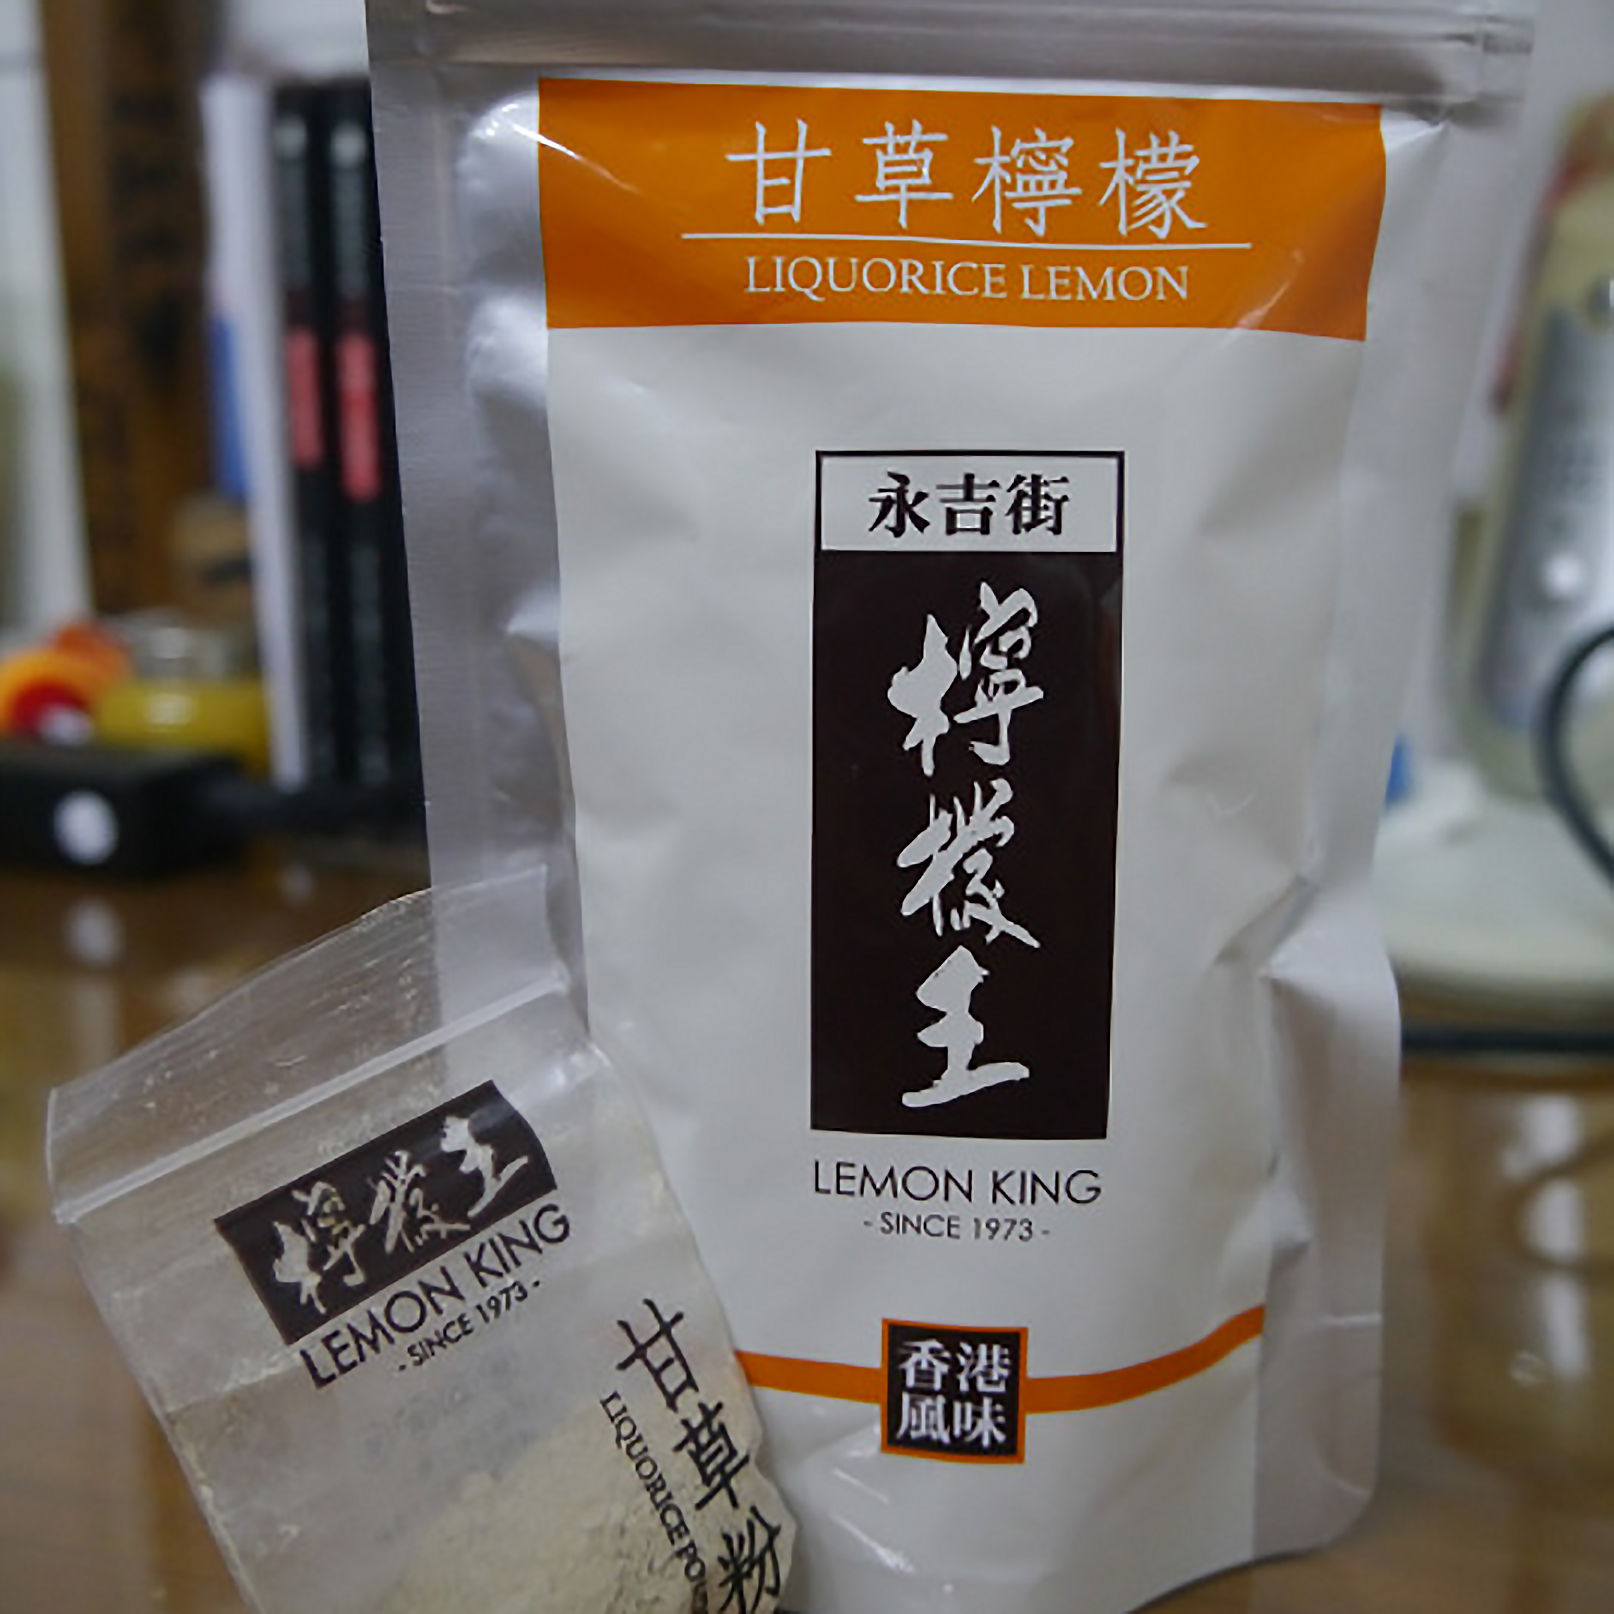 甘草檸檬
LIQUORICE LEMON
永吉街
檸檬王
LEMON KING
- SINCE 1973 -
香港
風味
檸檬王
LEMON KING
- SINCE 1973 -
甘草粉
LIQUORICE